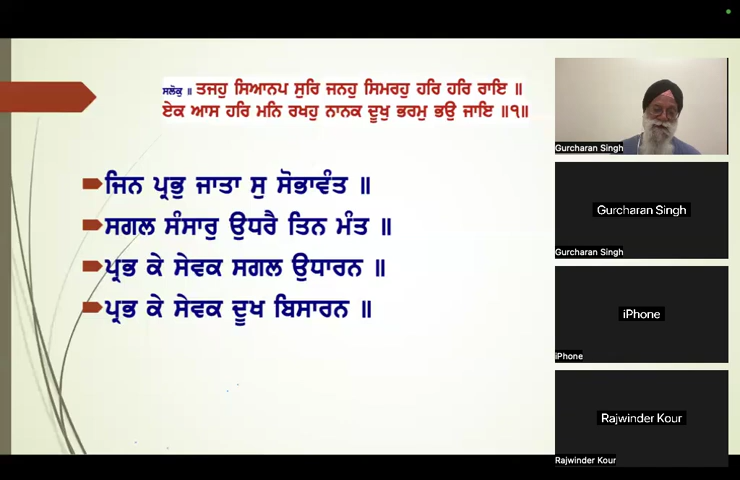 ਸਲੋਕੁ ॥ ਤਜਹੁ ਸਿਆਨਪ ਸੁਰਿ ਜਨਹੁ ਸਿਮਰਹੁ ਹਰਿ ਹਰਿ ਰਾਇ ॥
ਏਕ ਆਸ ਹਰਿ ਮਨਿ ਰਖਹੁ ਨਾਨਕ ਦੂਖੁ ਭਰਮੁ ਭਉ ਜਾਇ ॥੧॥
ਜਿਨ ਪ੍ਰਭੁ ਜਾਤਾ ਸੁ ਸੋਭਾਵੰਤ ॥
ਸਗਲ ਸੰਸਾਰੁ ਉਧਰੈ ਤਿਨ ਮੰਤ ॥
ਪ੍ਰਭ ਕੇ ਸੇਵਕ ਸਗਲ ਉਧਾਰਨ ॥
ਪ੍ਰਭ ਕੇ ਸੇਵਕ ਦੂਖ ਬਿਸਾਰਨ ॥
Gurcharan Singh
Gurcharan Singh
Gurcharan Singh
iPhone
iPhone
Rajwinder Kour
Rajwinder Kour